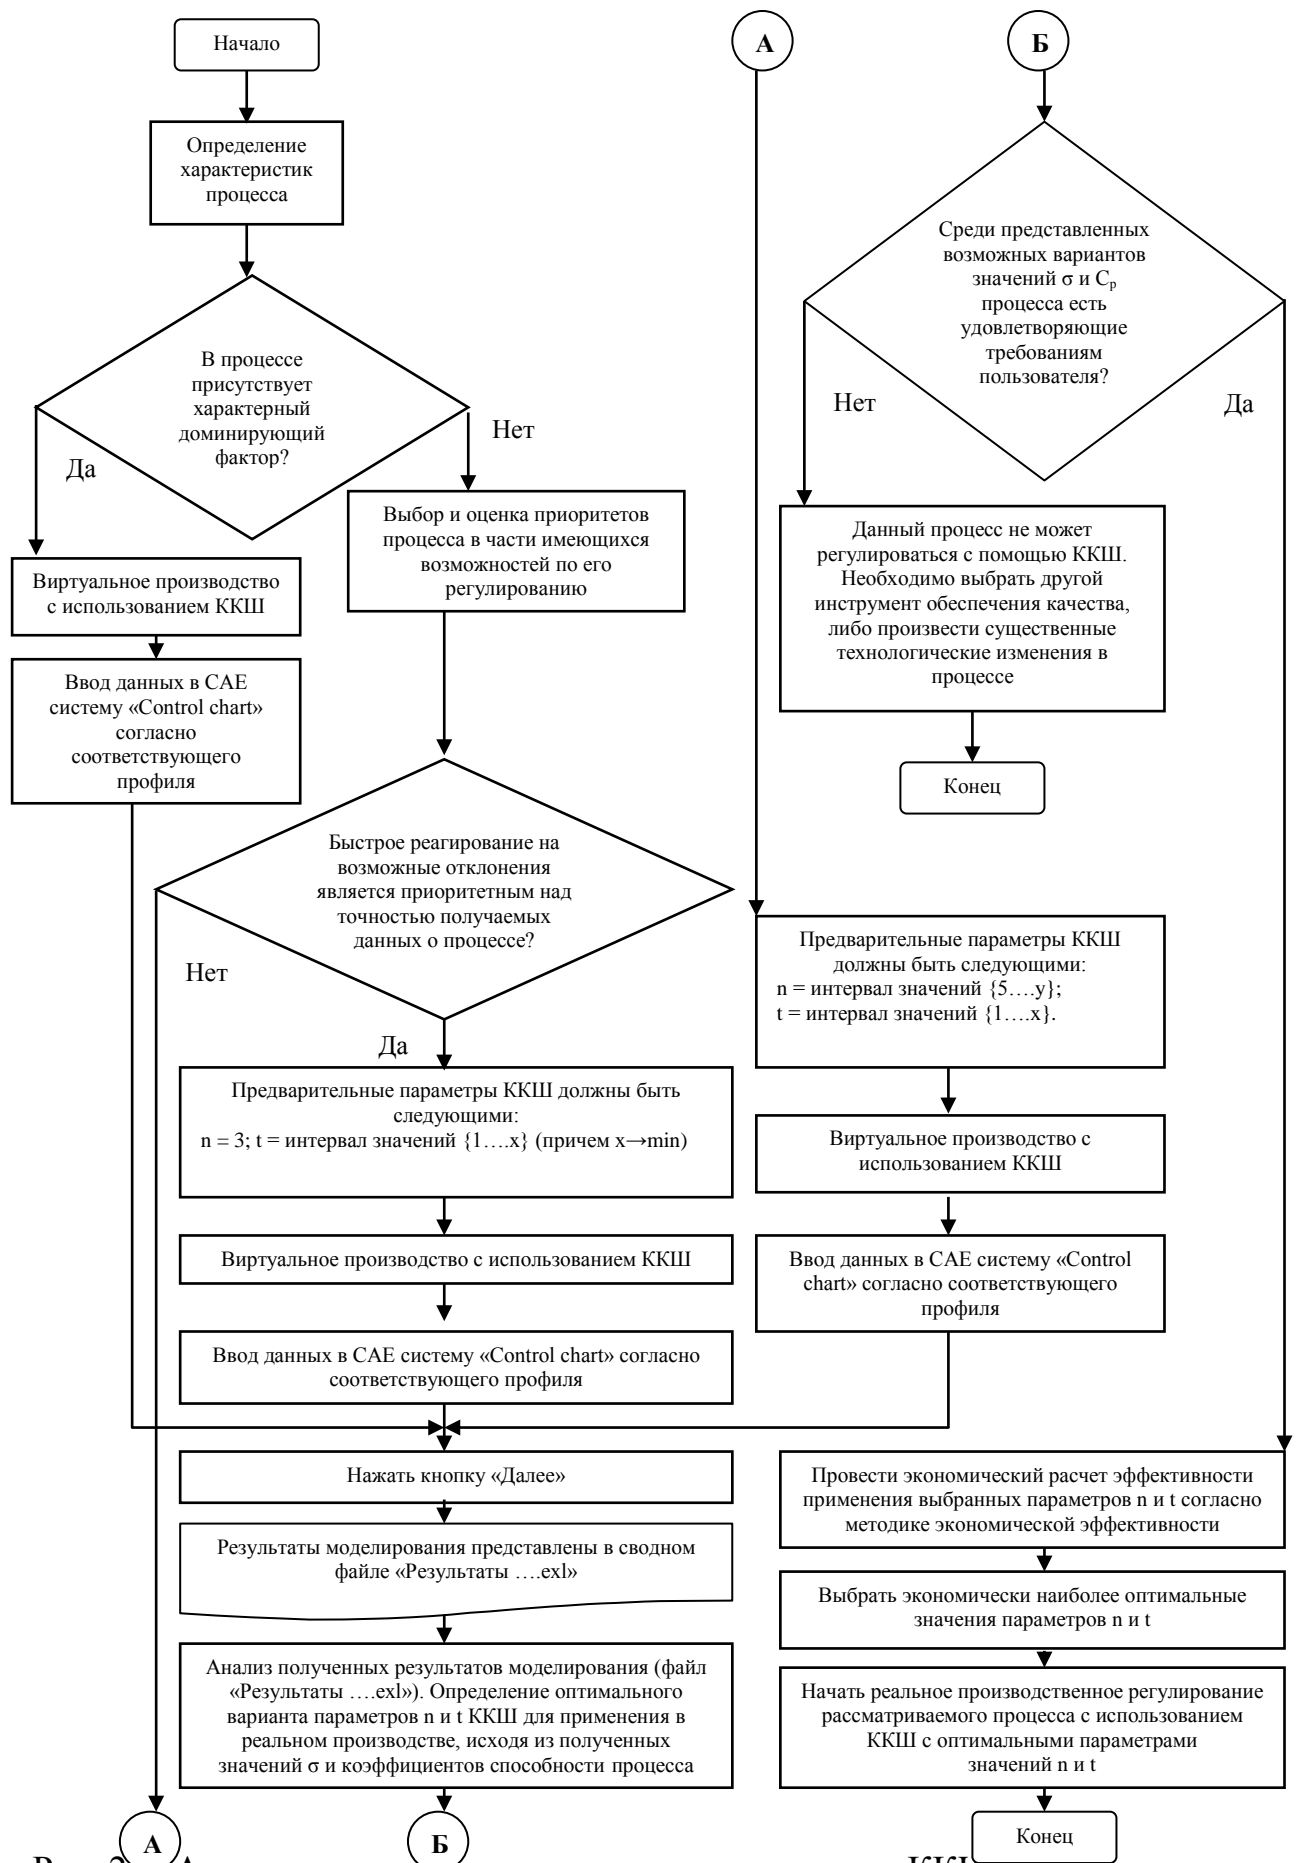 Начало
Определение
характеристик
процесса
В процессе
присутствует
характерный
доминирующий
фактор?
Да
Нет
Виртуальное производство
с использованием ККШ
Ввод данных в CAE
систему «Control chart»
согласно
соответствующего
профиля
Выбор и оценка приоритетов
процесса в части имеющихся
возможностей по его
регулированию
Быстрое реагирование на
возможные отклонения
является приоритетным над
точностью получаемых
данных о процессе?
Нет
Да
Предварительные параметры ККШ должны быть
следующими:
n = 3; t = интервал значений {1….x} (причем x→min)
Виртуальное производство с использованием ККШ
Ввод данных в CAE систему «Control chart» согласно
соответствующего профиля
Нажать кнопку «Далее»
Результаты моделирования представлены в сводном
файле «Результаты ….exl»
Анализ полученных результатов моделирования (файл
«Результаты ….exl»). Определение оптимального
варианта параметров n и t ККШ для применения в
реальном производстве, исходя из полученных
значений σ и коэффициентов способности процесса
А
Б
А
Предварительные параметры ККШ
должны быть следующими:
n = интервал значений {5….y};
t = интервал значений {1….x}.
Виртуальное производство с
использованием ККШ
Ввод данных в CAE систему «Control
chart» согласно соответствующего
профиля
Б
Среди представленных
возможных вариантов
значений σ и Cp
процесса есть
удовлетворяющие
требованиям
пользователя?
Нет
Да
Данный процесс не может
регулироваться с помощью ККШ.
Необходимо выбрать другой
инструмент обеспечения качества,
либо произвести существенные
технологические изменения в
процессе
Конец
Провести экономический расчет эффективности
применения выбранных параметров n и t согласно
методике экономической эффективности
Выбрать экономически наиболее оптимальные
значения параметров n и t
Начать реальное производственное регулирование
рассматриваемого процесса с использованием
ККШ с оптимальными параметрами
значений n и t
Конец